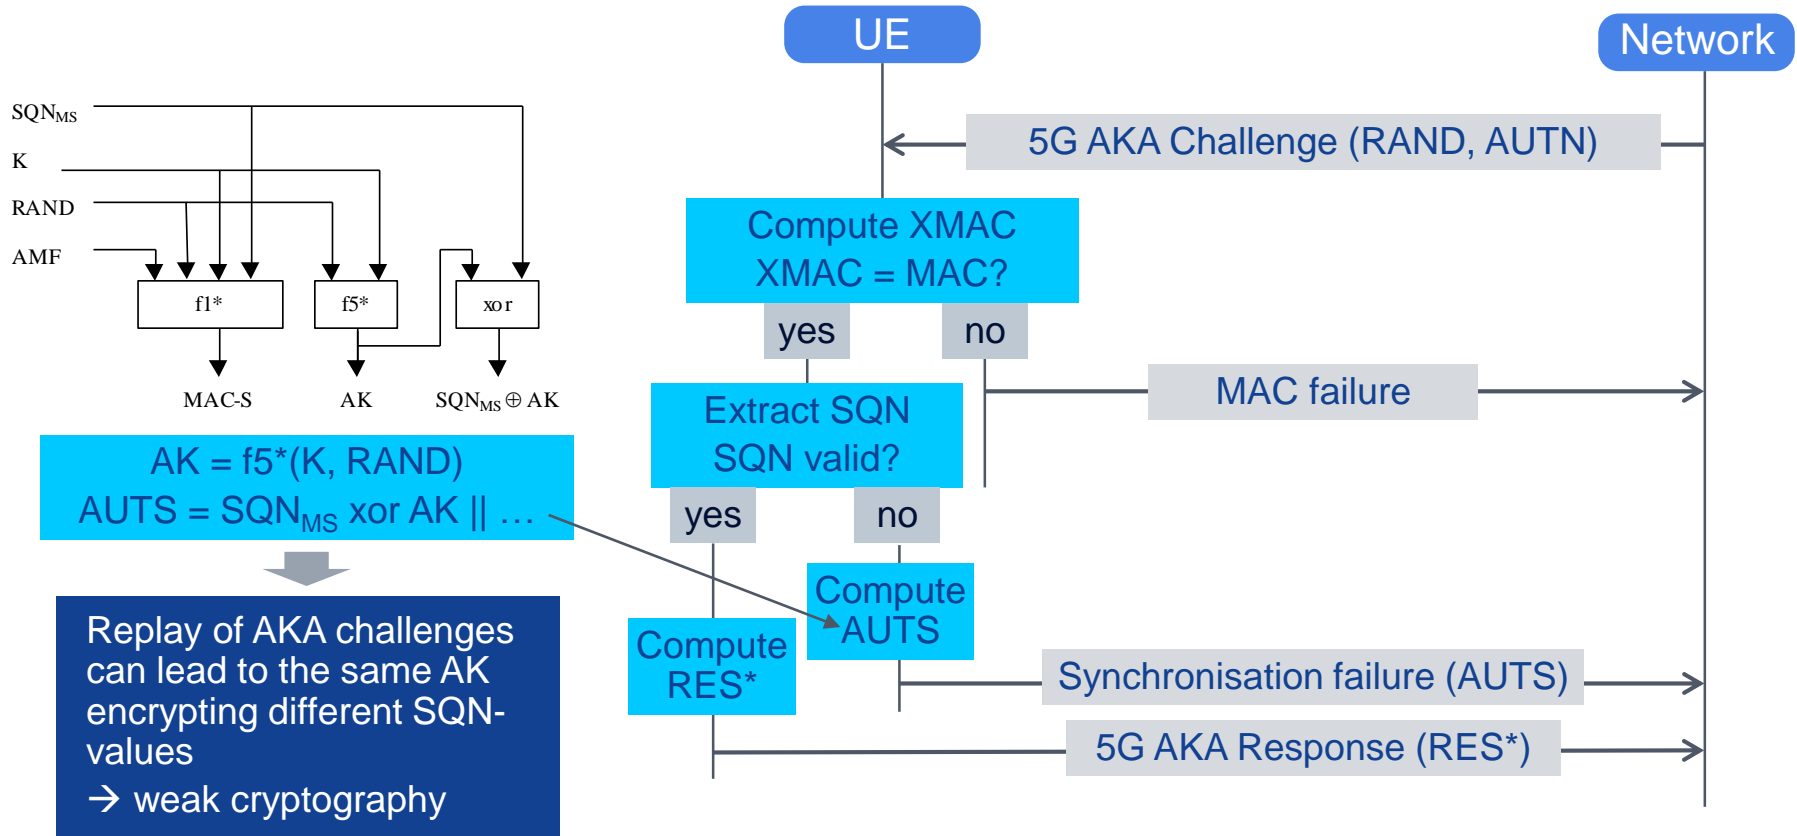 UE
Network
SQN_MS
K
RAND
AMF
f1*
f5*
xor
MAC-S
AK
SQN_MS ⊕ AK
AK = f5*(K, RAND)
AUTS = SQN_MS xor AK || …
Replay of AKA challenges
can lead to the same AK
encrypting different SQN-
values
→ weak cryptography
5G AKA Challenge (RAND, AUTN)
Compute XMAC
XMAC = MAC?
yes
no
MAC failure
Extract SQN
SQN valid?
yes
no
Compute
AUTS
Compute
RES*
Synchronisation failure (AUTS)
5G AKA Response (RES*)